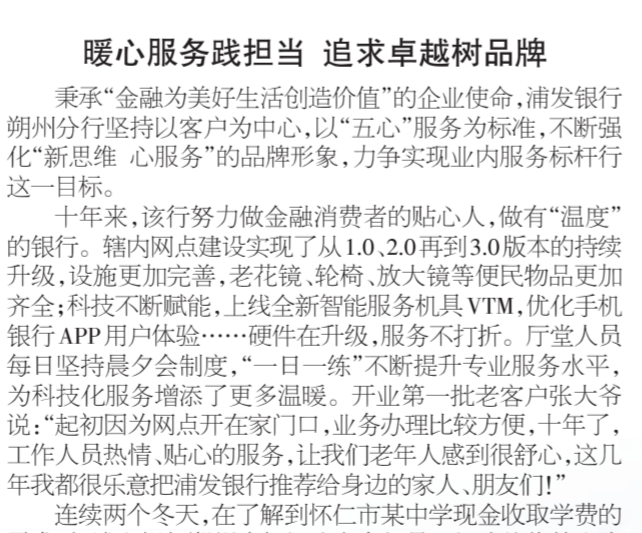 暖心服务践担当 追求卓越树品牌
秉承“金融为美好生活创造价值”的企业使命,浦发银行
朔州分行坚持以客户为中心,以“五心”服务为标准,不断强
化“新思维 心服务”的品牌形象,力争实现业内服务标杆行
这一目标。
十年来,该行努力做金融消费者的贴心人,做有“温度”
的银行。辖内网点建设实现了从1.0、2.0再到3.0版本的持续
升级,设施更加完善,老花镜、轮椅、放大镜等便民物品更加
齐全;科技不断赋能,上线全新智能服务机具VTM,优化手机
银行APP用户体验……硬件在升级,服务不打折。厅堂人员
每日坚持晨夕会制度,“一日一练”不断提升专业服务水平,
为科技化服务增添了更多温暖。开业第一批老客户张大爷
说:“起初因为网点开在家门口,业务办理比较方便,十年了,
工作人员热情、贴心的服务,让我们老年人感到很舒心,这几
年我都很乐意把浦发银行推荐给身边的家人、朋友们!”
连续两个冬天,在了解到怀仁市某中学现金收取学费的